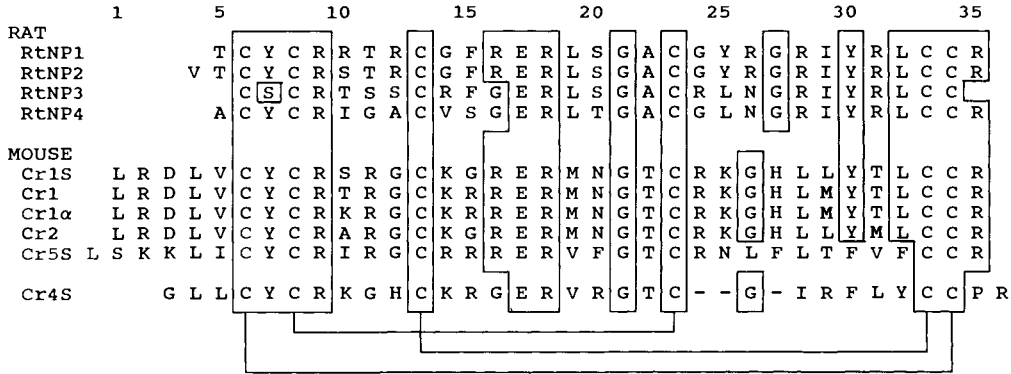 1 5 10 15 20 25 30 35
RAT
RtNP1 T C Y C R R T R C G F R E R L S G A C G Y R G R I Y R L C C R
RtNP2 V T C Y C R S T R C G F R E R L S G A C G Y R G R I Y R L C C R
RtNP3 C S C R T S S C R F G E R L S G A C R L N G R I Y R L C C
RtNP4 A C Y C R I G A C V S G E R L T G A C G L N G R I Y R L C C R
MOUSE
Cr1S L R D L V C Y C R S R G C K G R E R M N G T C R K G H L L Y T L C C R
Cr1 L R D L V C Y C R T R G C K R R E R M N G T C R K G H L M Y T L C C R
Cr1α L R D L V C Y C R K R G C K R R E R M N G T C R K G H L M Y T L C C R
Cr2 L R D L V C Y C R A R G C K G R E R M N G T C R K G H L L Y M L C C R
Cr5S L S K K L I C Y C R I R G C R R R E R V F G T C R N L F L T F V F C C R
Cr4S G L L C Y C R K G H C K R G E R V R G T C - - G - I R F L Y C C P R